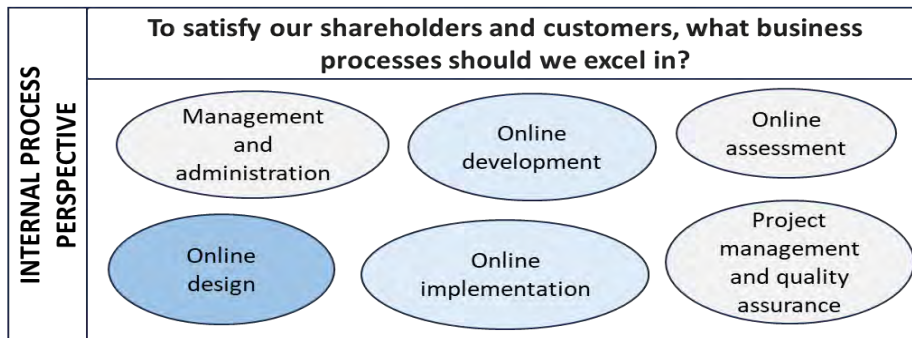 To satisfy our shareholders and customers, what business
processes should we excel in?
INTERNAL PROCESS
PERSPECTIVE
Management
and
administration
Online
development
Online
assessment
Online
design
Online
implementation
Project
management
and quality
assurance